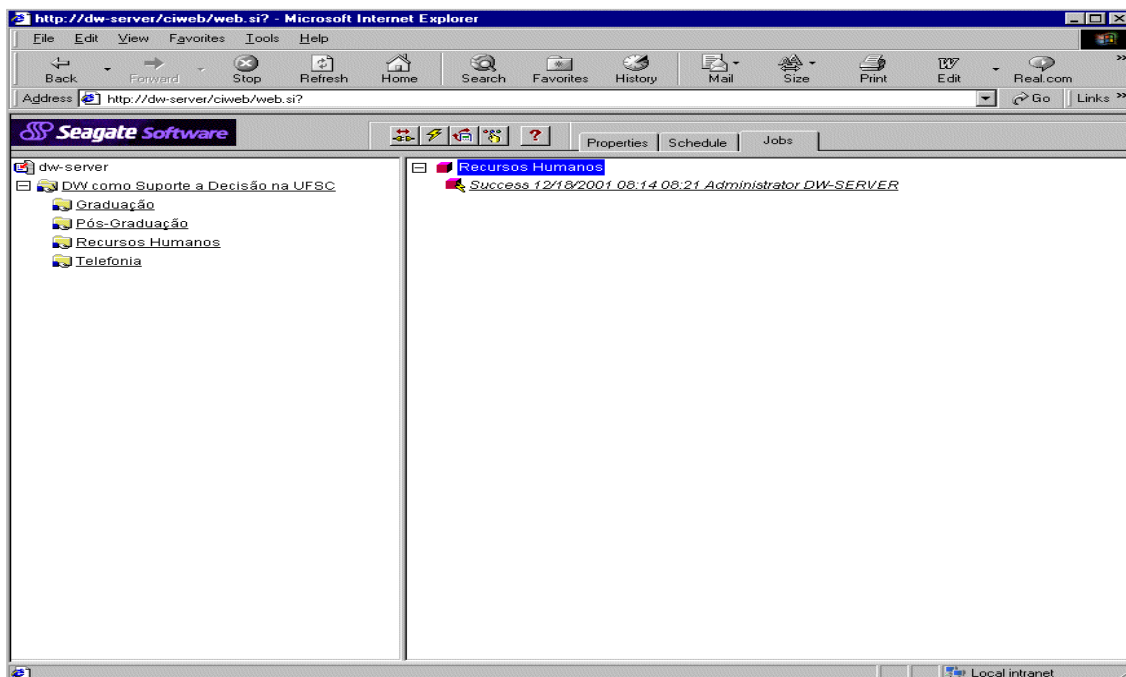 http://dw-server/ciweb/web.si? - Microsoft Internet Explorer
File Edit View Favorites Tools Help
Back Forward Stop Refresh Home Search Favorites History Mail Size Print Edit Real.com »
Address http://dw-server/ciweb/web.si? Go Links »
Seagate Software ? Properties Schedule Jobs
dw-server
DW como Suporte a Decisão na UFSC
Graduação
Pós-Graduação
Recursos Humanos
Telefonia
Recursos Humanos
Success 12/18/2001 08:14 08:21 Administrator DW-SERVER
Local intranet